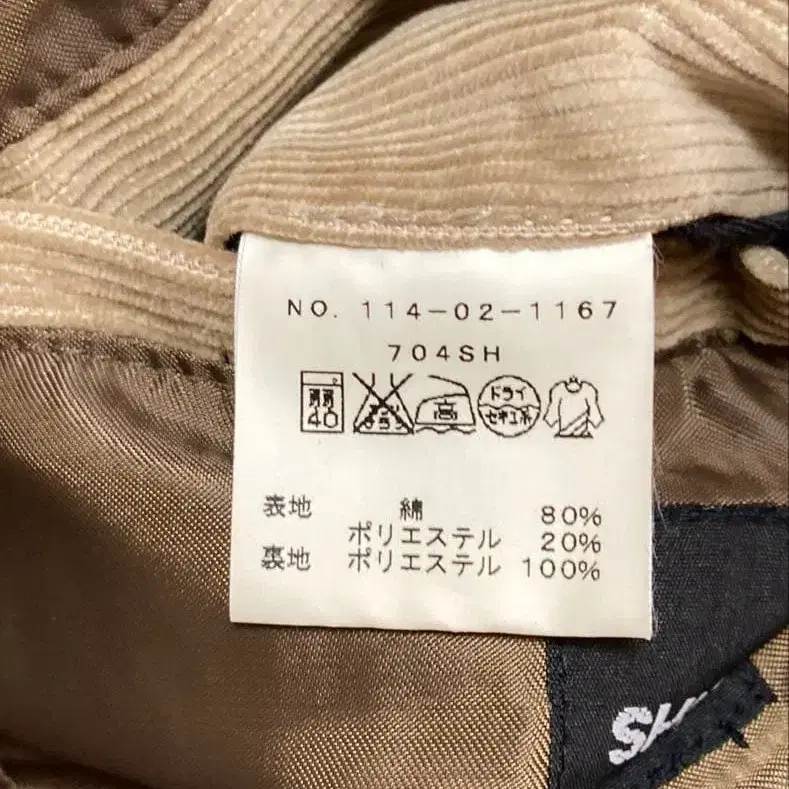 NO. 114-02-1167
704SH
弱 40 高 ドライ セキユ系
表地 綿 80%
ポリエステル 20%
裏地 ポリエステル 100%